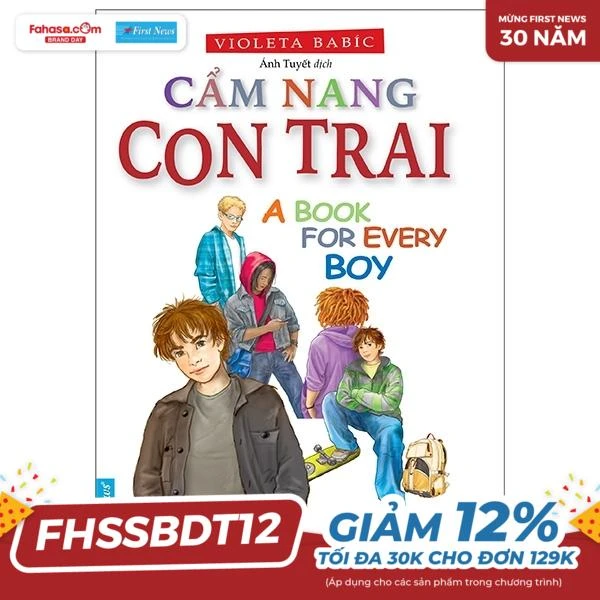 Fahasa.com
BRAND DAY
First News
MỪNG FIRST NEWS
30 NĂM
VIOLETA BABÍC
Ánh Tuyết dịch
CẨM NANG
CON TRAI
A BOOK
FOR EVERY
BOY
News
FHSSBDT12
GIẢM 12%
TỐI ĐA 30K CHO ĐƠN 129K
(Áp dụng cho các sản phẩm trong chương trình)